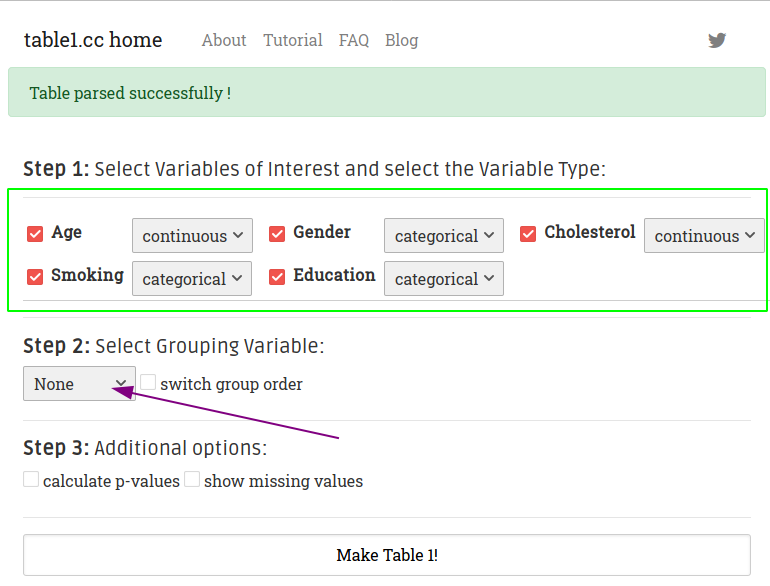 table1.cc home About Tutorial FAQ Blog
Table parsed successfully !
Step 1: Select Variables of Interest and select the Variable Type:
Age continuous Gender categorical Cholesterol continuous
Smoking categorical Education categorical
Step 2: Select Grouping Variable:
None switch group order
Step 3: Additional options:
calculate p-values show missing values
Make Table 1!